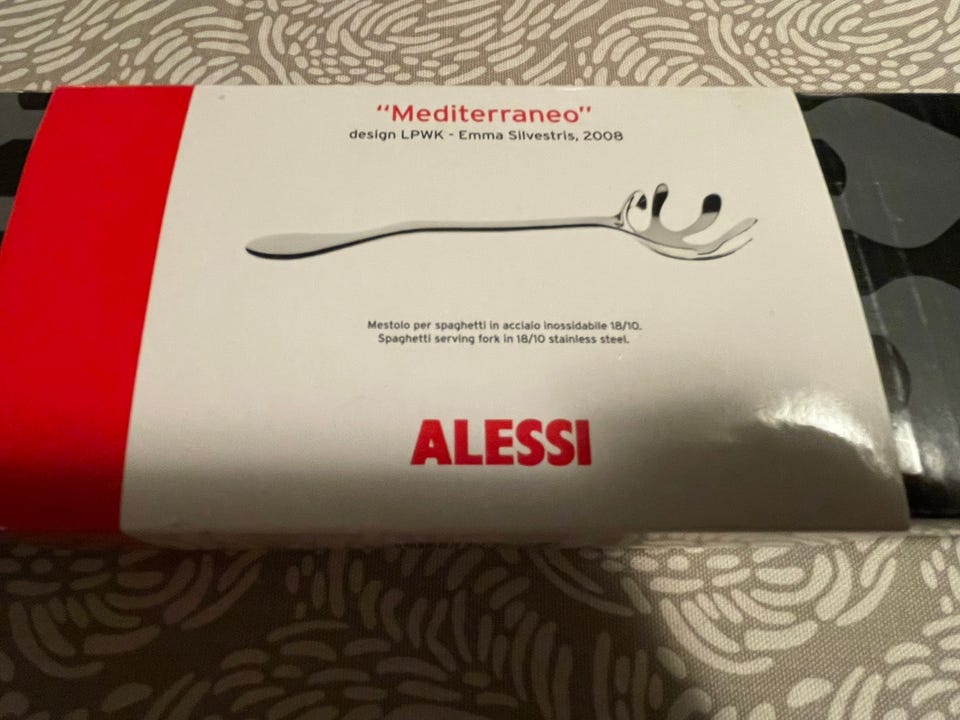 "Mediterraneo"
design LPWK - Emma Silvestris, 2008
Mestolo per spaghetti in acciaio inossidabile 18/10.
Spaghetti serving fork in 18/10 stainless steel.
ALESSI